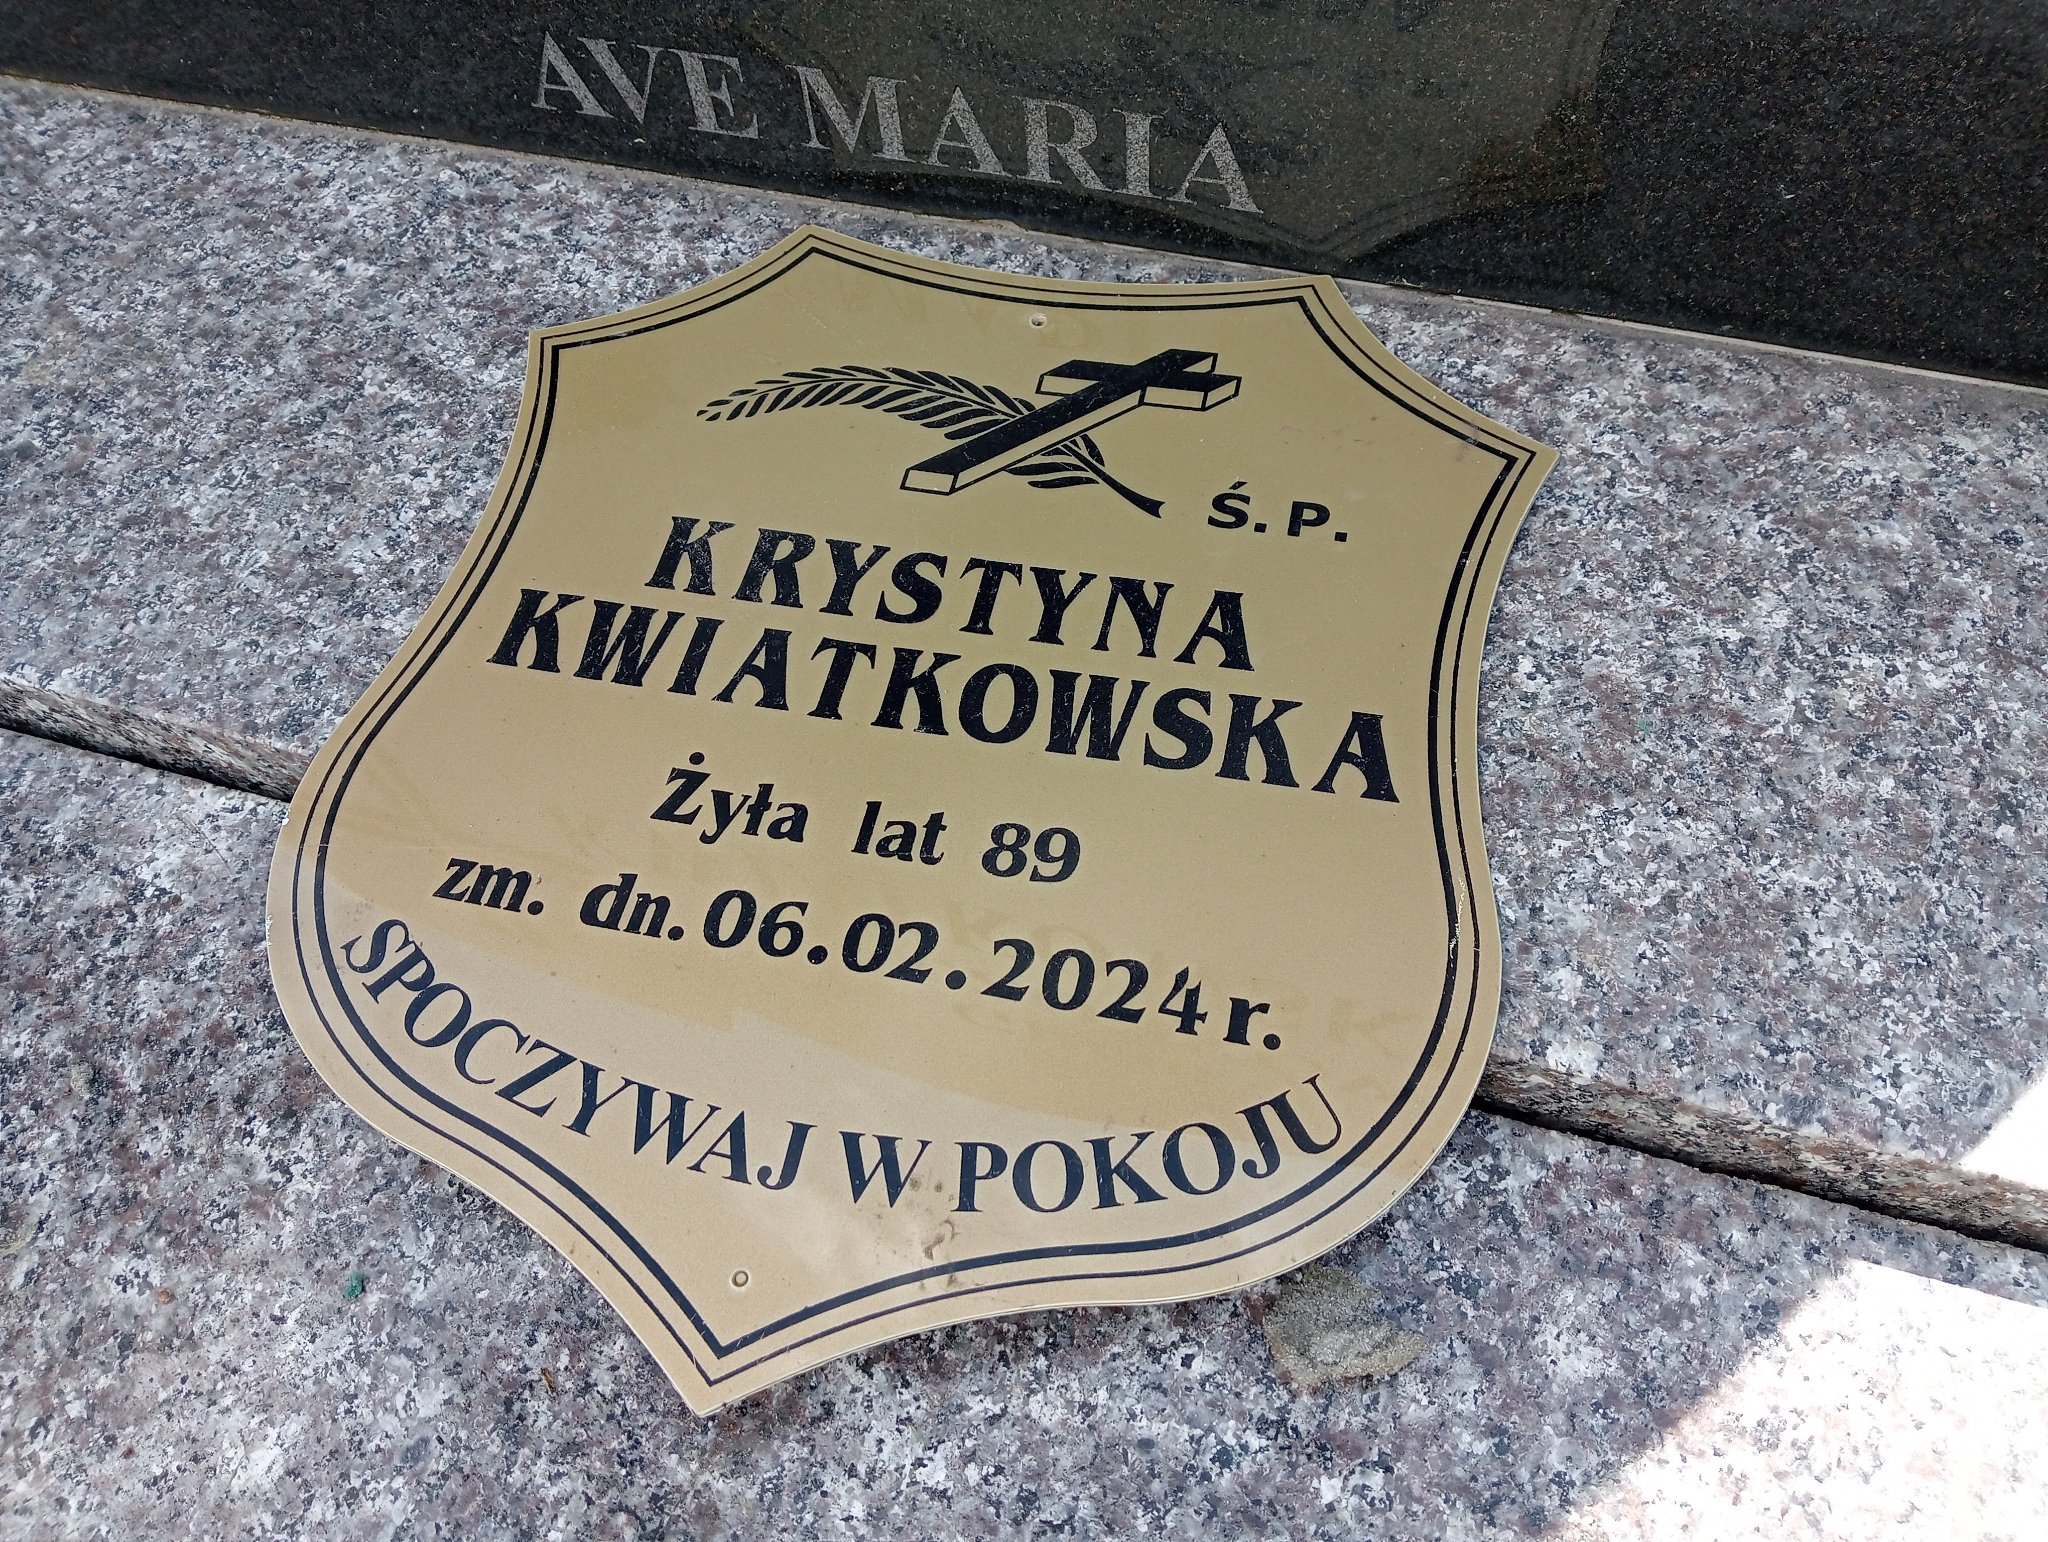 AVE MARIA
Ś. P.
KRYSTYNA
KWIATKOWSKA
Żyła lat 89
zm. dn. 06.02.2024 r.
SPOCZYWAJ W POKOJU